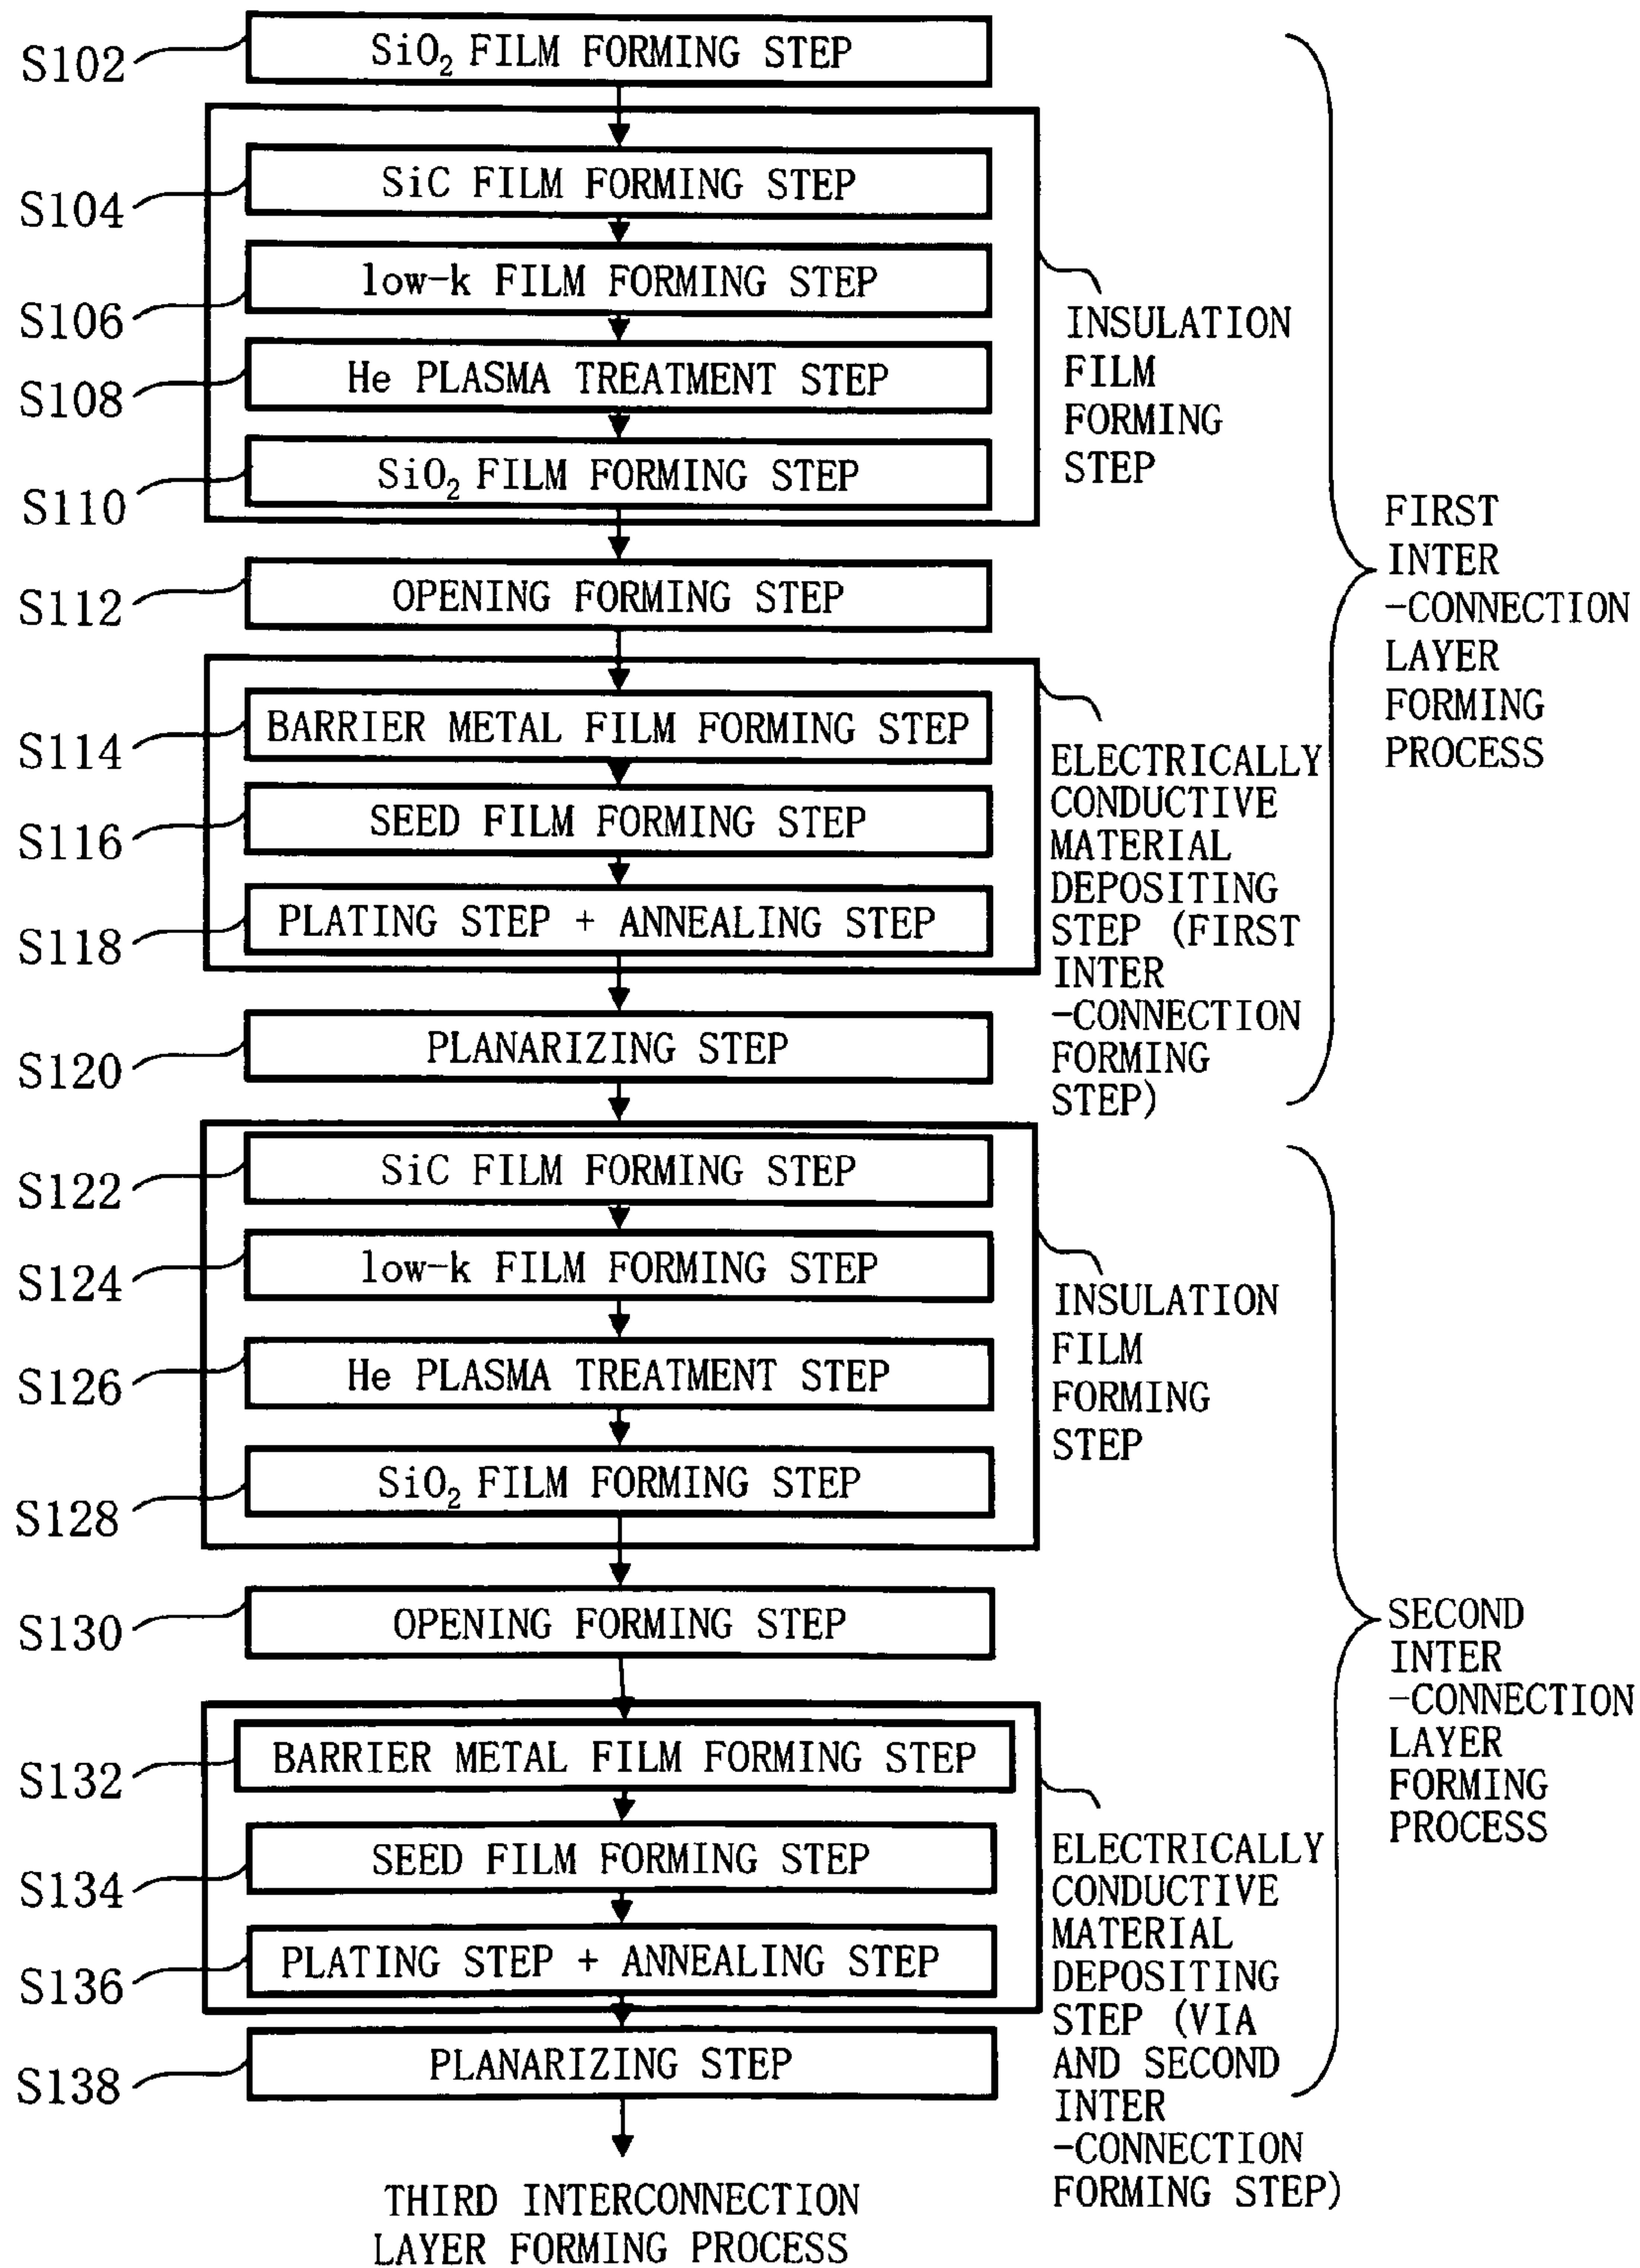 S102
SiO2 FILM FORMING STEP
S104
SiC FILM FORMING STEP
S106
low-k FILM FORMING STEP
S108
He PLASMA TREATMENT STEP
S110
SiO2 FILM FORMING STEP
INSULATION
FILM
FORMING
STEP
S112
OPENING FORMING STEP
S114
BARRIER METAL FILM FORMING STEP
S116
SEED FILM FORMING STEP
S118
PLATING STEP + ANNEALING STEP
ELECTRICALLY
CONDUCTIVE
MATERIAL
DEPOSITING
STEP (FIRST
INTER
-CONNECTION
FORMING
STEP)
S120
PLANARIZING STEP
FIRST
INTER
-CONNECTION
LAYER
FORMING
PROCESS
S122
SiC FILM FORMING STEP
S124
low-k FILM FORMING STEP
S126
He PLASMA TREATMENT STEP
S128
SiO2 FILM FORMING STEP
INSULATION
FILM
FORMING
STEP
S130
OPENING FORMING STEP
S132
BARRIER METAL FILM FORMING STEP
S134
SEED FILM FORMING STEP
S136
PLATING STEP + ANNEALING STEP
ELECTRICALLY
CONDUCTIVE
MATERIAL
DEPOSITING
STEP (VIA
AND SECOND
INTER
-CONNECTION
FORMING STEP)
S138
PLANARIZING STEP
SECOND
INTER
-CONNECTION
LAYER
FORMING
PROCESS
THIRD INTERCONNECTION
LAYER FORMING PROCESS